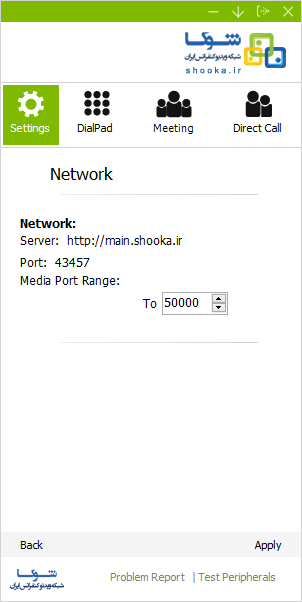 شوکا
شبکه ویدئو کنفرانس ایران
shooka.ir
Settings DialPad Meeting Direct Call
Network
Network:
Server: http://main.shooka.ir
Port: 43457
Media Port Range:
To 50000
Back Apply
شوکا
شبکه ویدئو کنفرانس ایران
Problem Report | Test Peripherals